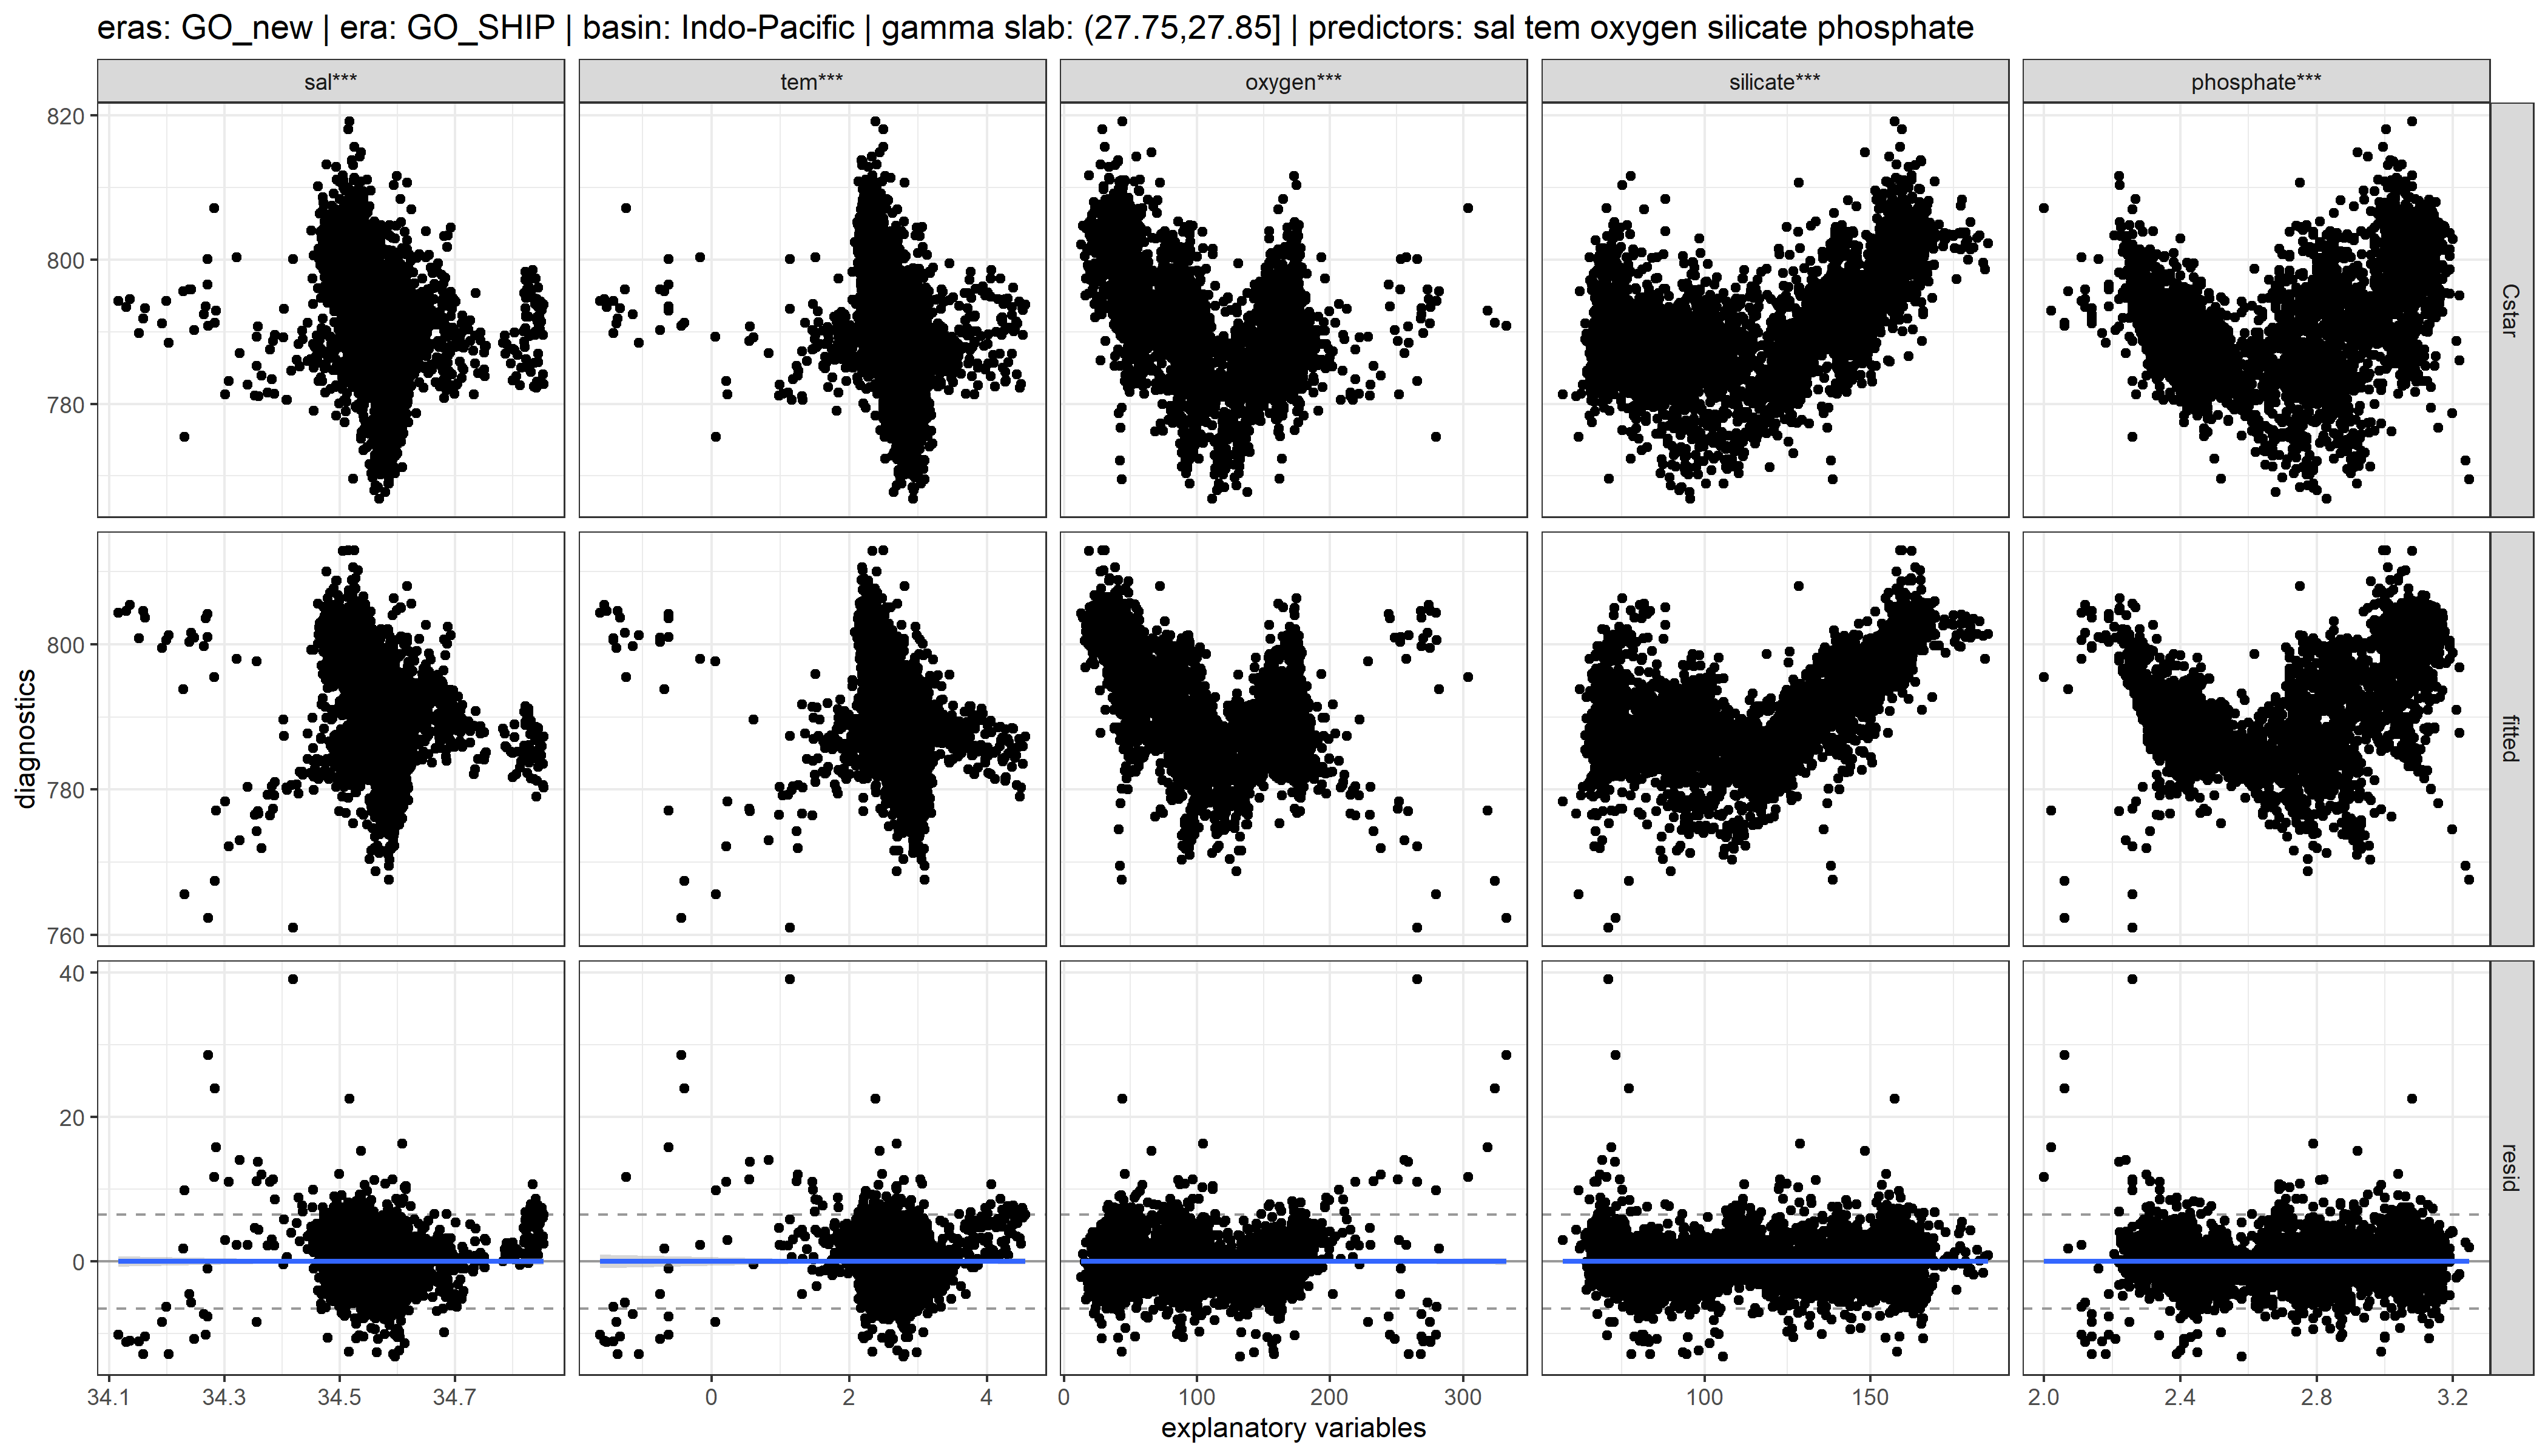 eras: GO_new | era: GO_SHIP | basin: Indo-Pacific | gamma slab: (27.75,27.85] | predictors: sal tem oxygen silicate phosphate
sal*** tem*** oxygen*** silicate*** phosphate***
820
800
780
Cstar
800
780
760
fitted
40
20
0
resid
diagnostics
34.1 34.3 34.5 34.7 0 2 4 0 100 200 300 100 150 2.0 2.4 2.8 3.2
explanatory variables